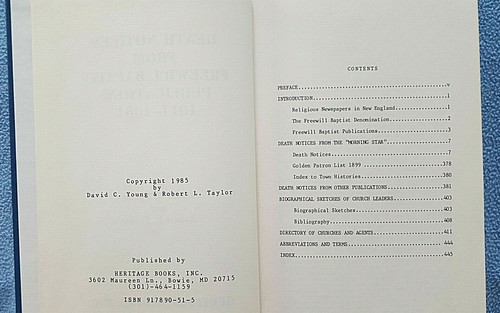 Copyright 1985
by
David C. Young & Robert L. Taylor
Published by
HERITAGE BOOKS, INC.
3602 Maureen Ln., Bowie, MD 20715
(301)-464-1159
ISBN 917890-51-5
CONTENTS
PREFACE..........v
INTRODUCTION..........1
Religious Newspapers in New England..........1
The Freewill Baptist Denomination..........2
Freewill Baptist Publications..........3
DEATH NOTICES FROM THE "MORNING STAR"..........7
Death Notices..........7
Golden Patron List 1899..........378
Index to Town Histories..........380
DEATH NOTICES FROM OTHER PUBLICATIONS..........381
BIOGRAPHICAL SKETCHES OF CHURCH LEADERS..........403
Biographical Sketches..........403
Bibliography..........408
DIRECTORY OF CHURCHES AND AGENTS..........411
ABBREVIATIONS AND TERMS..........444
INDEX..........445